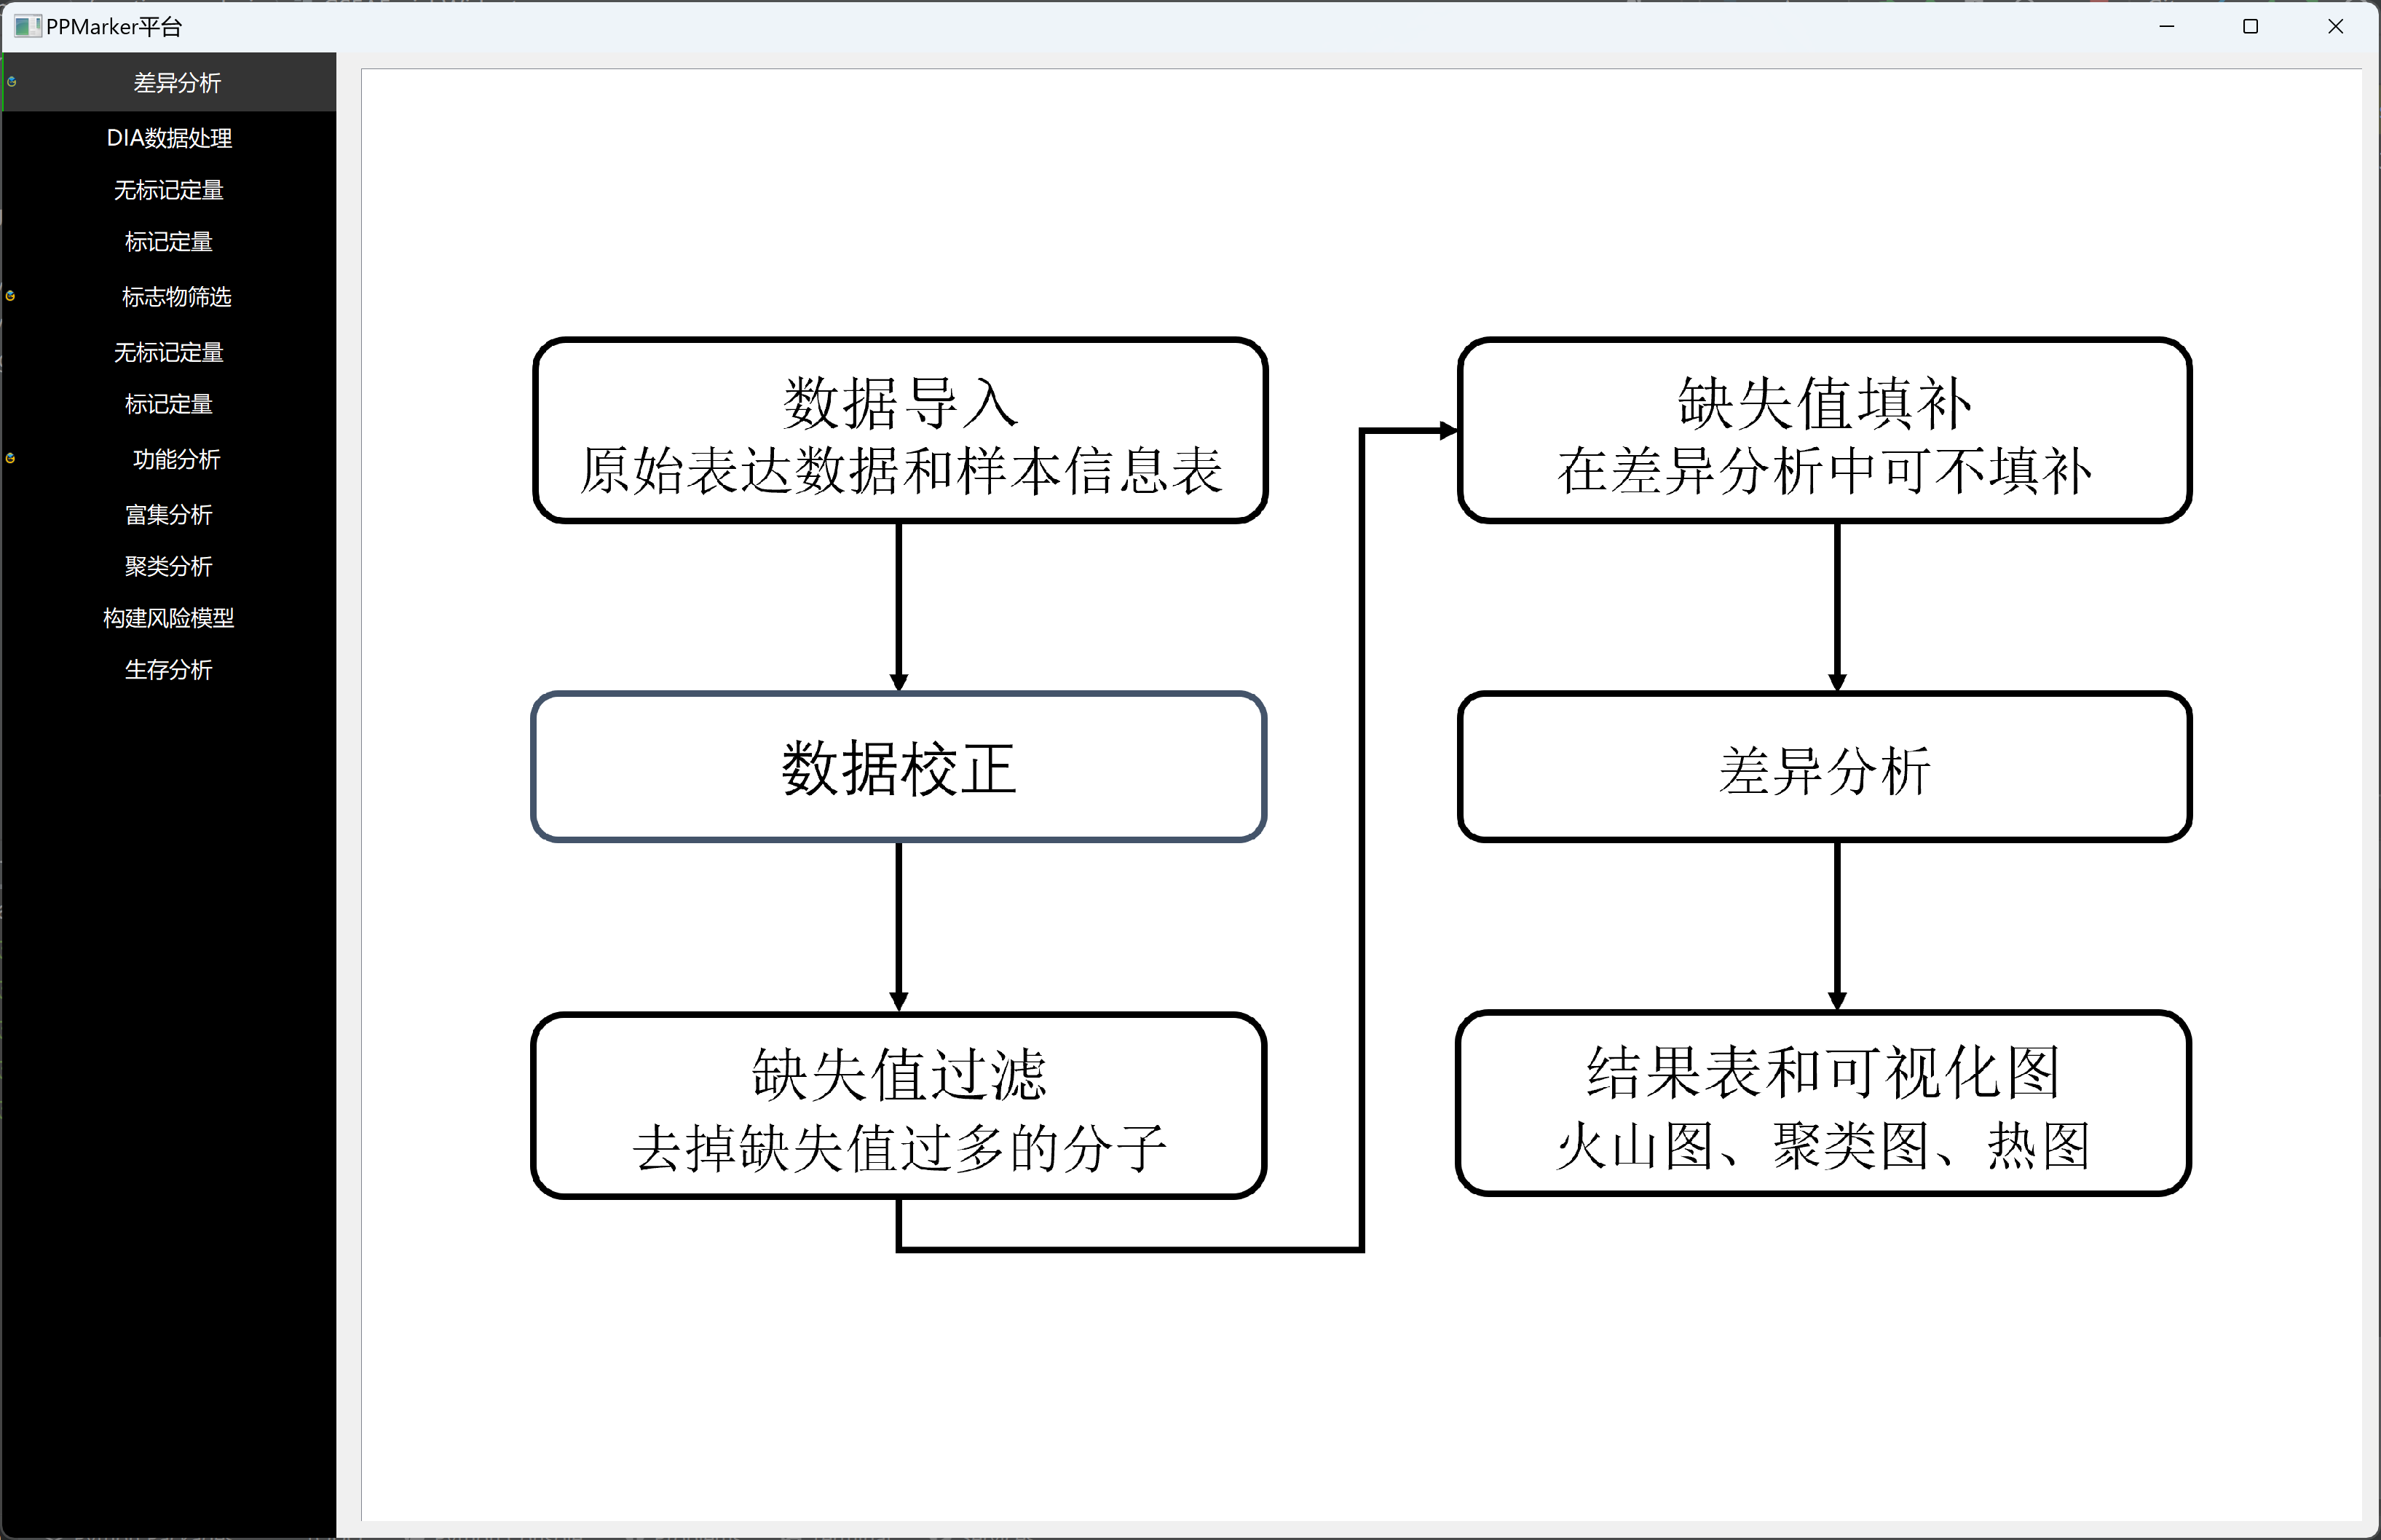 PPMarker平台
差异分析
DIA数据处理
无标记定量
标记定量
标志物筛选
无标记定量
标记定量
功能分析
富集分析
聚类分析
构建风险模型
生存分析
数据导入
原始表达数据和样本信息表
数据校正
缺失值过滤
去掉缺失值过多的分子
缺失值填补
在差异分析中可不填补
差异分析
结果表和可视化图
火山图、聚类图、热图